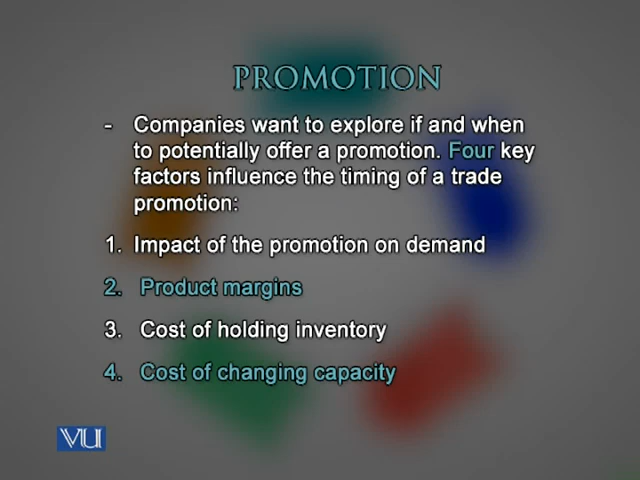 PROMOTION
- Companies want to explore if and when
to potentially offer a promotion. Four key
factors influence the timing of a trade
promotion:
1. Impact of the promotion on demand
2. Product margins
3. Cost of holding inventory
4. Cost of changing capacity
VU